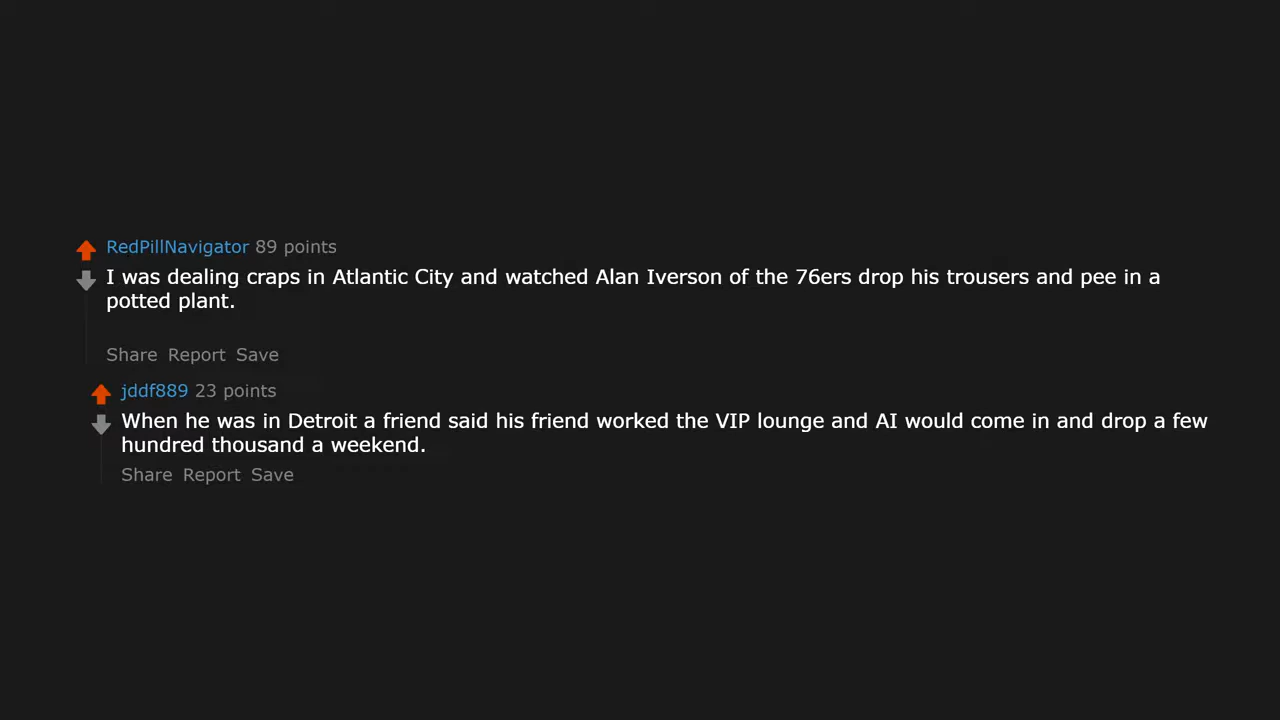 RedPillNavigator 89 points
I was dealing craps in Atlantic City and watched Alan Iverson of the 76ers drop his trousers and pee in a
potted plant.
Share Report Save
jddf889 23 points
When he was in Detroit a friend said his friend worked the VIP lounge and AI would come in and drop a few
hundred thousand a weekend.
Share Report Save